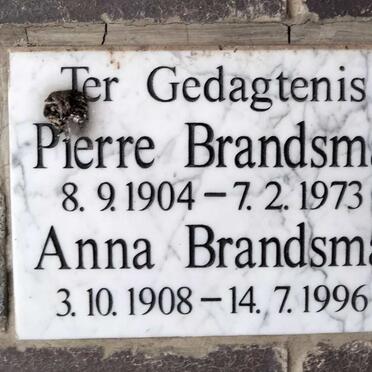 Ter Gedagtenis
Pierre Brandsma
8. 9. 1904 – 7. 2. 1973
Anna Brandsma
3. 10. 1908 – 14. 7. 1996